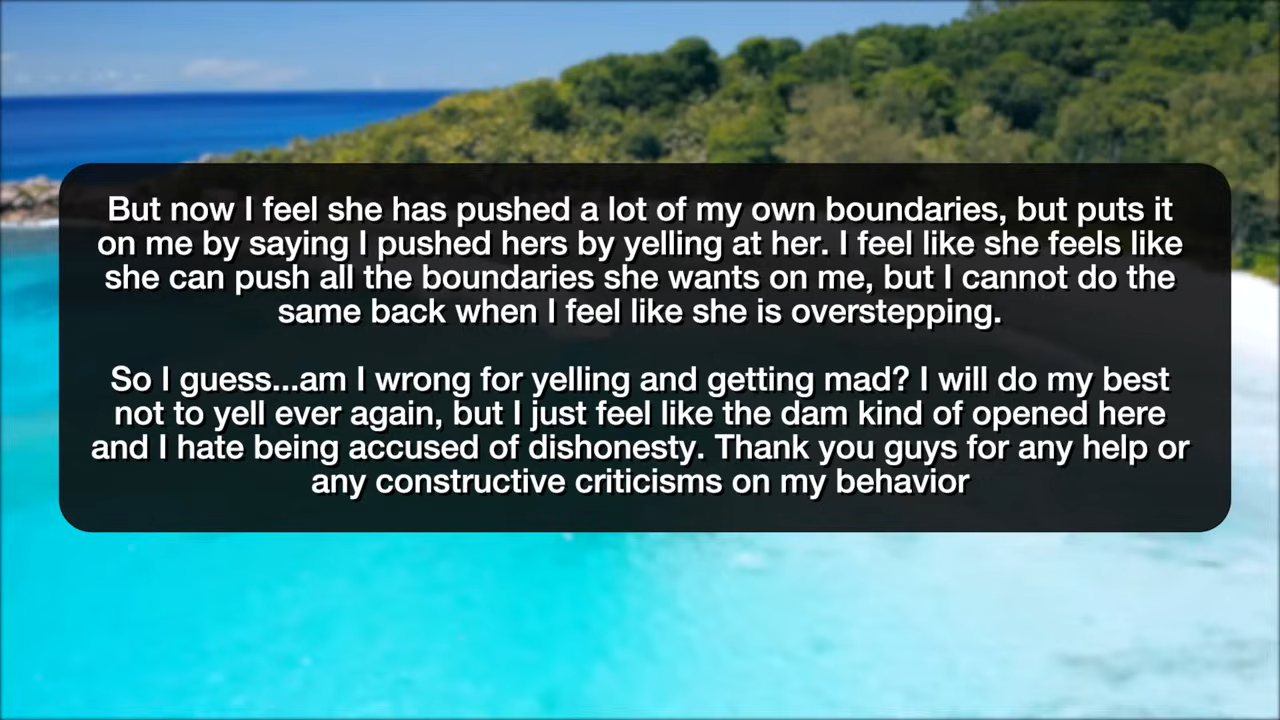 But now I feel she has pushed a lot of my own boundaries, but puts it
on me by saying I pushed hers by yelling at her. I feel like she feels like
she can push all the boundaries she wants on me, but I cannot do the
same back when I feel like she is overstepping.
So I guess...am I wrong for yelling and getting mad? I will do my best
not to yell ever again, but I just feel like the dam kind of opened here
and I hate being accused of dishonesty. Thank you guys for any help or
any constructive criticisms on my behavior